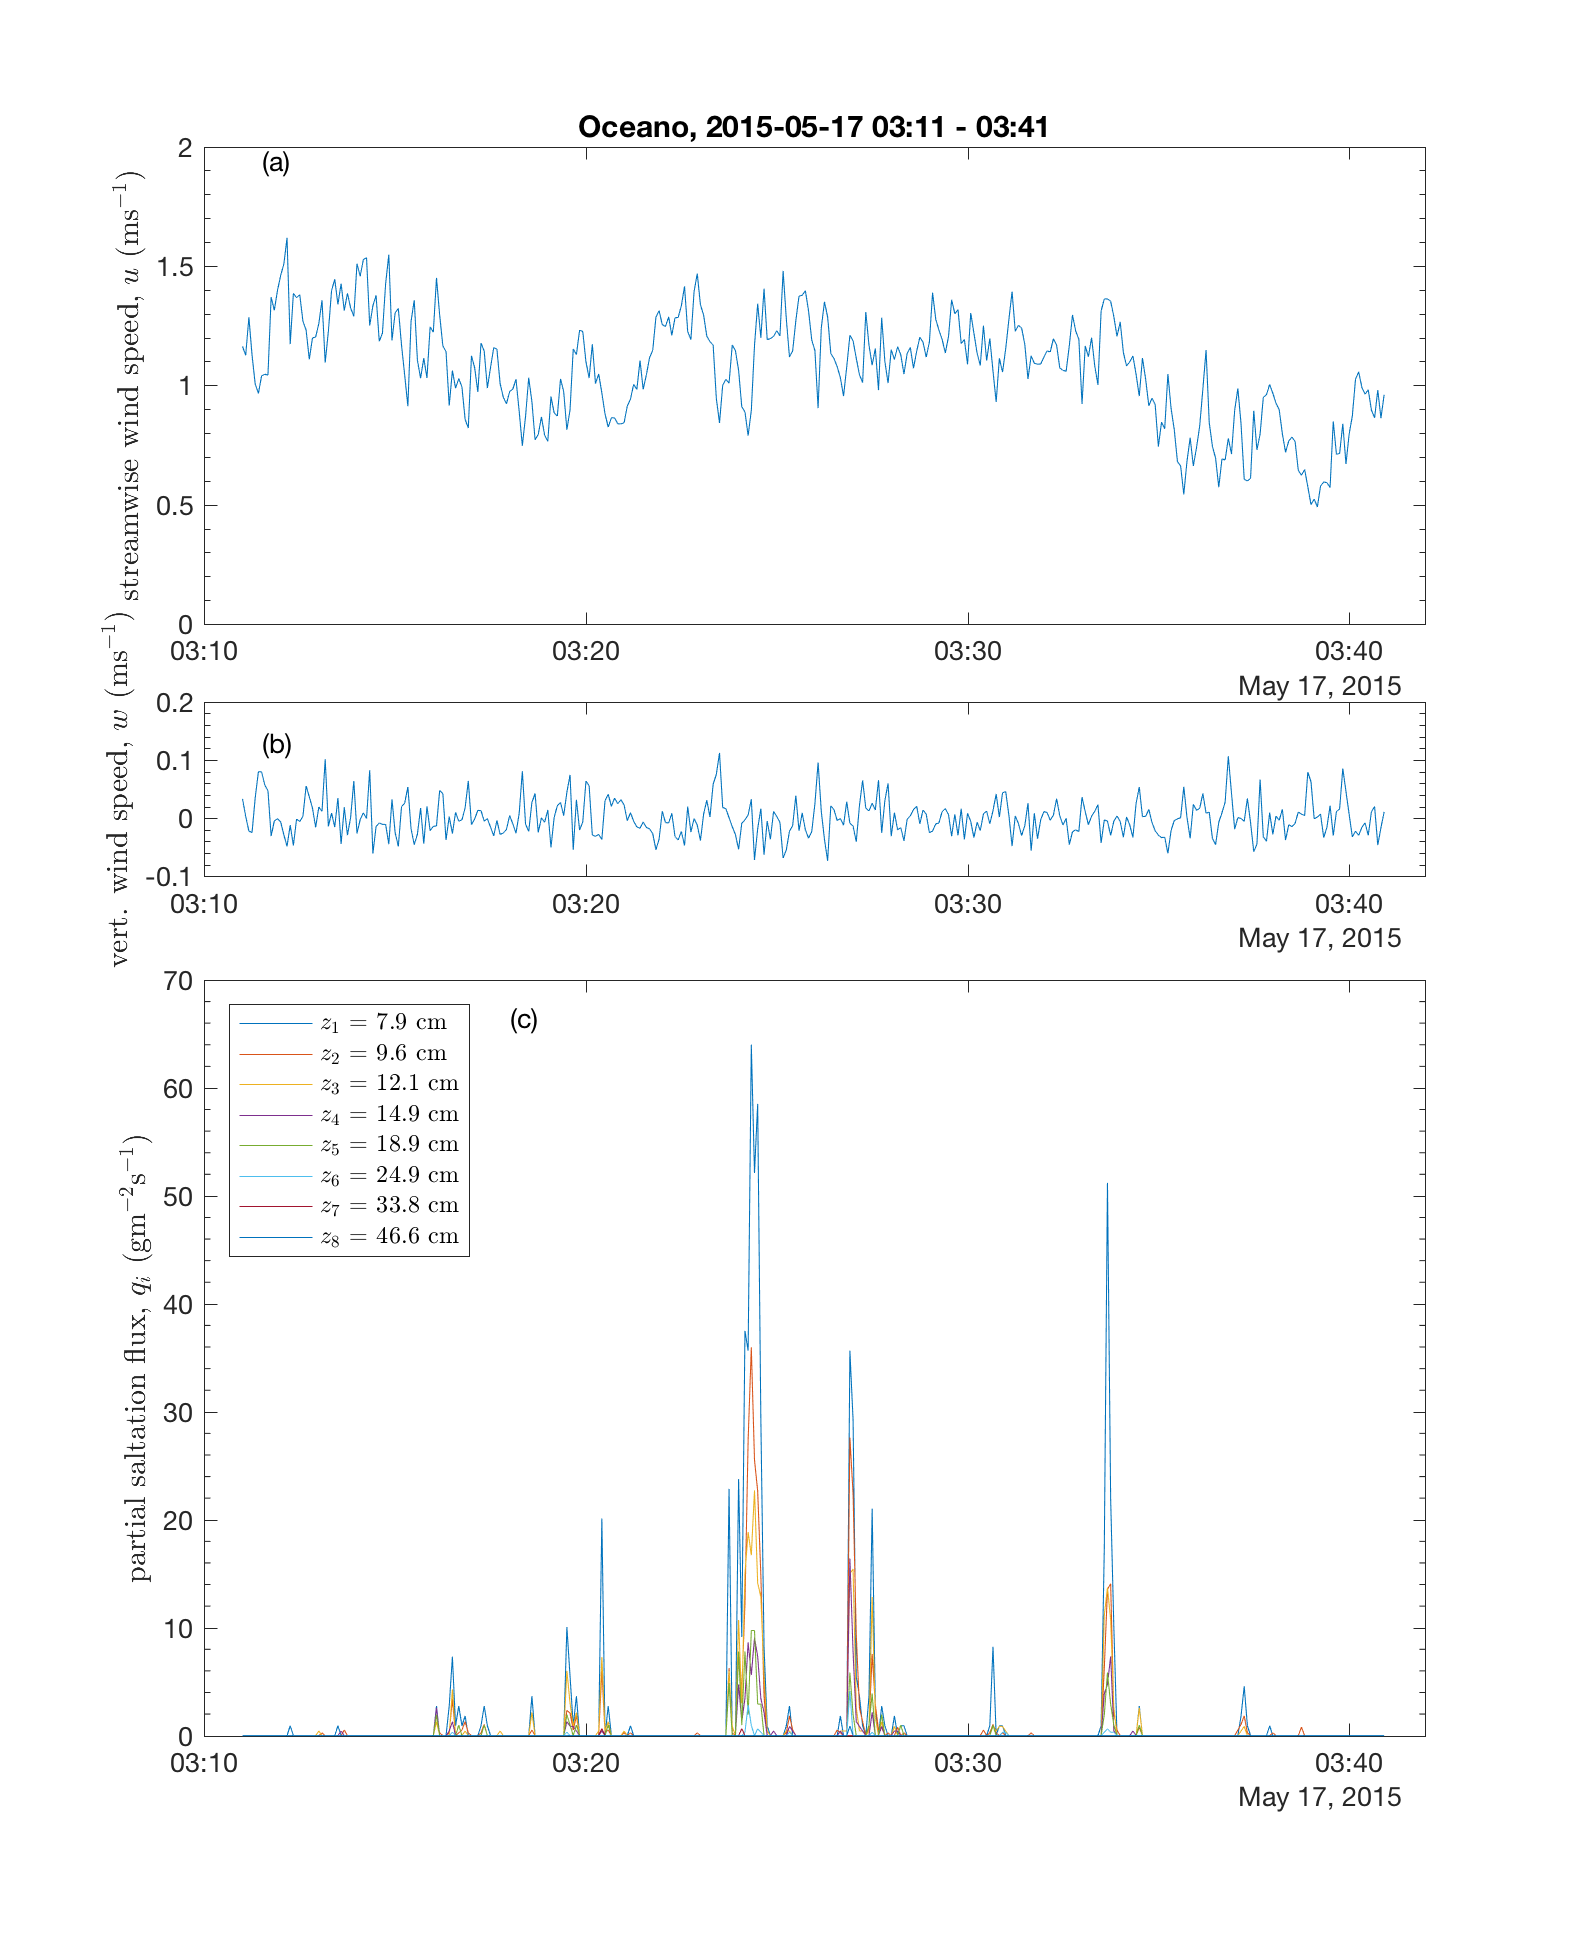 Oceano, 2015-05-17 03:11 - 03:41
(a)
streamwise wind speed, u (ms⁻¹)
2
1.5
1
0.5
0
03:10 03:20 03:30 03:40
May 17, 2015
(b)
vert. wind speed, w (ms⁻¹)
0.2
0.1
0
-0.1
03:10 03:20 03:30 03:40
May 17, 2015
(c)
partial saltation flux, qᵢ (gm⁻²s⁻¹)
70
60
50
40
30
20
10
0
z₁ = 7.9 cm
z₂ = 9.6 cm
z₃ = 12.1 cm
z₄ = 14.9 cm
z₅ = 18.9 cm
z₆ = 24.9 cm
z₇ = 33.8 cm
z₈ = 46.6 cm
03:10 03:20 03:30 03:40
May 17, 2015